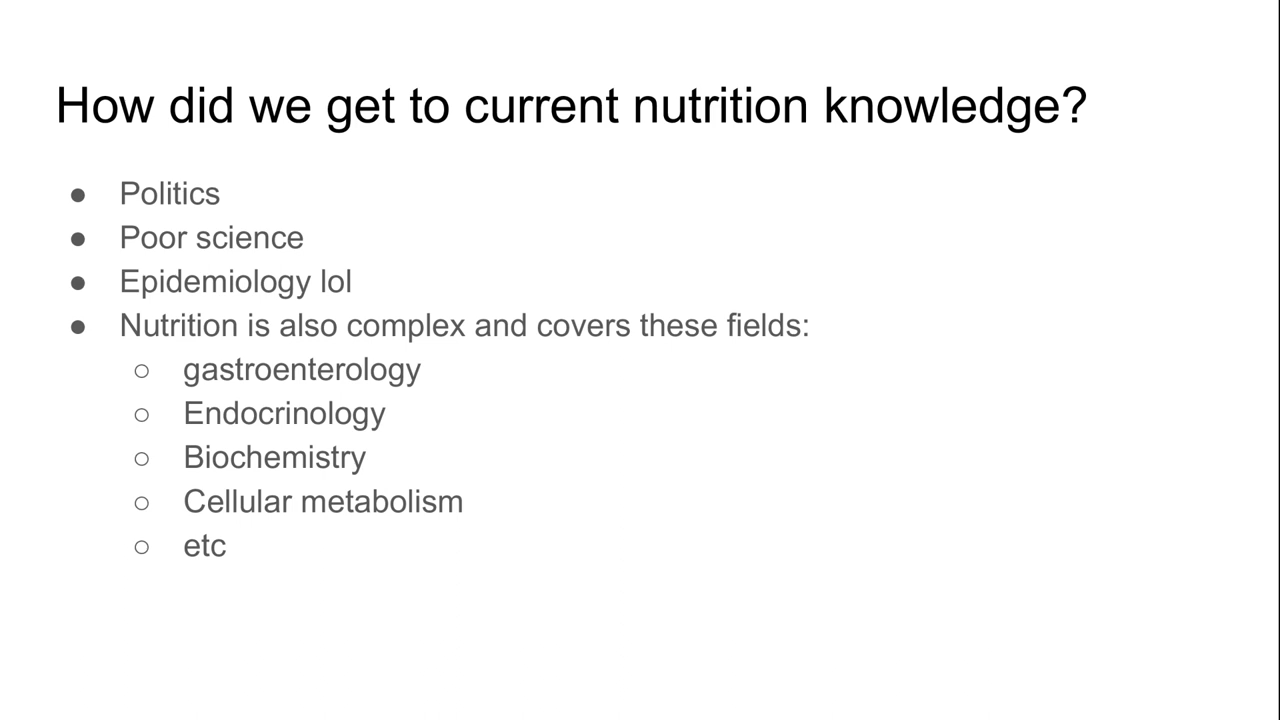 How did we get to current nutrition knowledge?
● Politics
● Poor science
● Epidemiology lol
● Nutrition is also complex and covers these fields:
○ gastroenterology
○ Endocrinology
○ Biochemistry
○ Cellular metabolism
○ etc